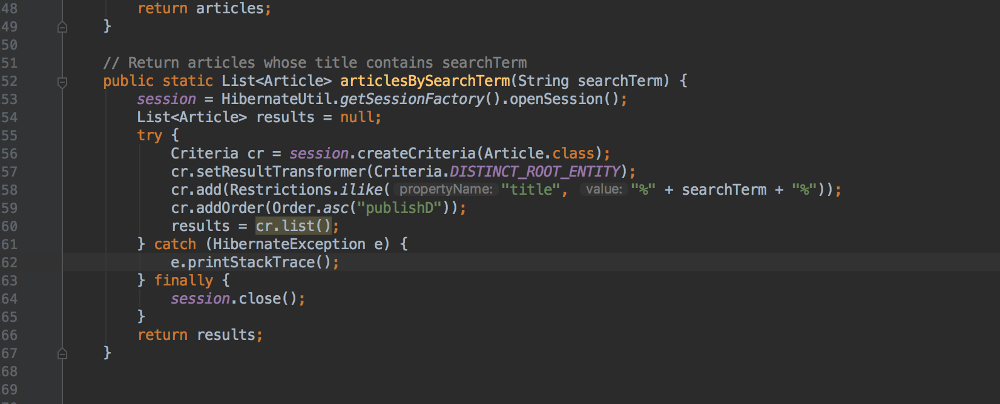 48 return articles;
49 }
50
51 // Return articles whose title contains searchTerm
52 public static List<Article> articlesBySearchTerm(String searchTerm) {
53 session = HibernateUtil.getSessionFactory().openSession();
54 List<Article> results = null;
55 try {
56 Criteria cr = session.createCriteria(Article.class);
57 cr.setResultTransformer(Criteria.DISTINCT_ROOT_ENTITY);
58 cr.add(Restrictions.ilike( propertyName: "title", value: "%" + searchTerm + "%"));
59 cr.addOrder(Order.asc("publishD"));
60 results = cr.list();
61 } catch (HibernateException e) {
62 e.printStackTrace();
63 } finally {
64 session.close();
65 }
66 return results;
67 }
68
69